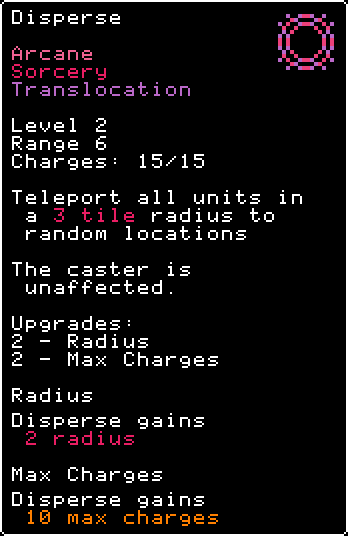 Disperse
Arcane
Sorcery
Translocation
Level 2
Range 6
Charges: 15/15
Teleport all units in
a 3 tile radius to
random locations
The caster is
unaffected.
Upgrades:
2 - Radius
2 - Max Charges
Radius
Disperse gains
2 radius
Max Charges
Disperse gains
10 max charges